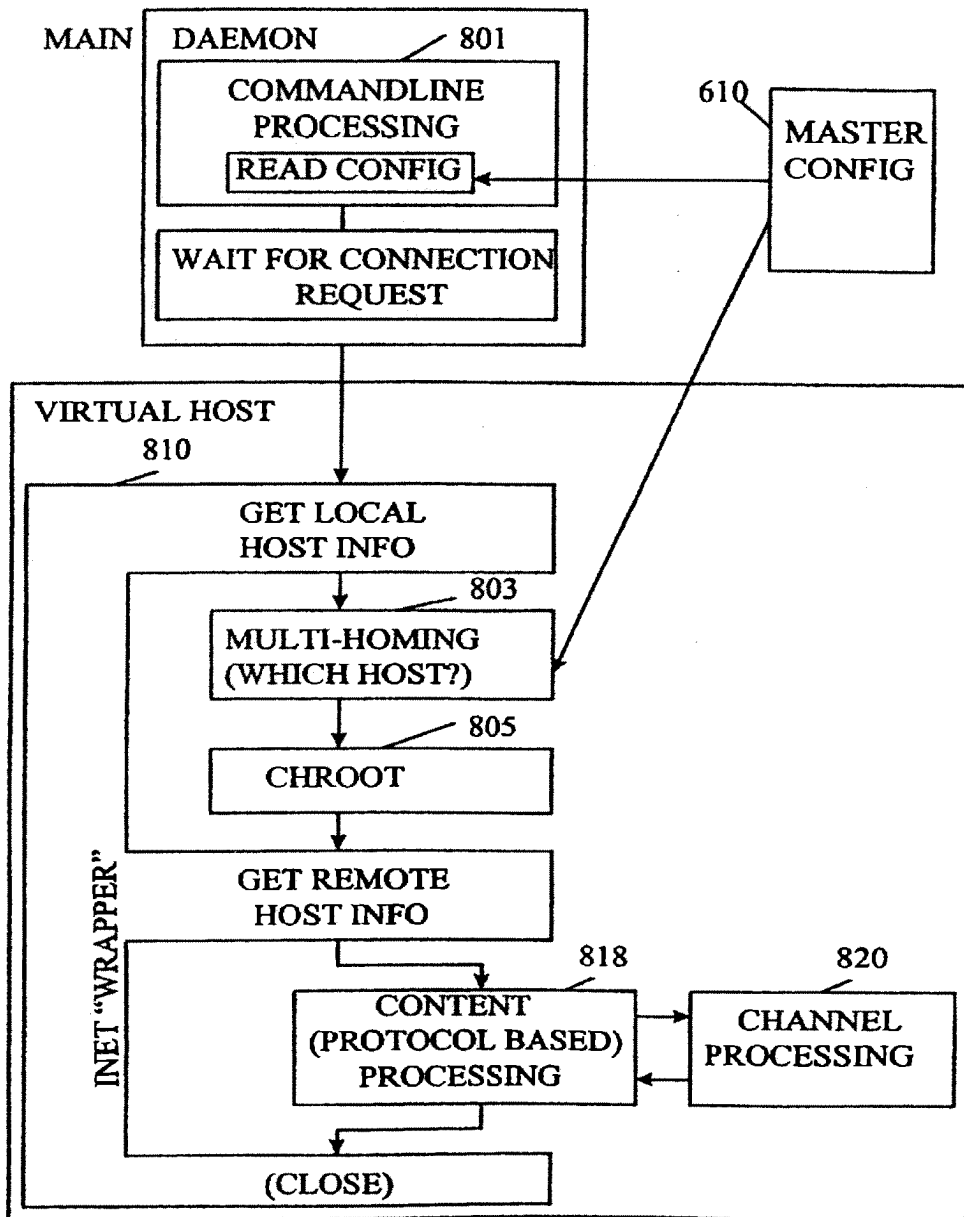 MAIN
DAEMON
801
COMMANDLINE
PROCESSING
READ CONFIG
WAIT FOR CONNECTION
REQUEST
610
MASTER
CONFIG
VIRTUAL HOST
810
GET LOCAL
HOST INFO
803
MULTI-HOMING
(WHICH HOST?)
805
CHROOT
GET REMOTE
HOST INFO
INET “WRAPPER”
818
CONTENT
(PROTOCOL BASED)
PROCESSING
820
CHANNEL
PROCESSING
(CLOSE)